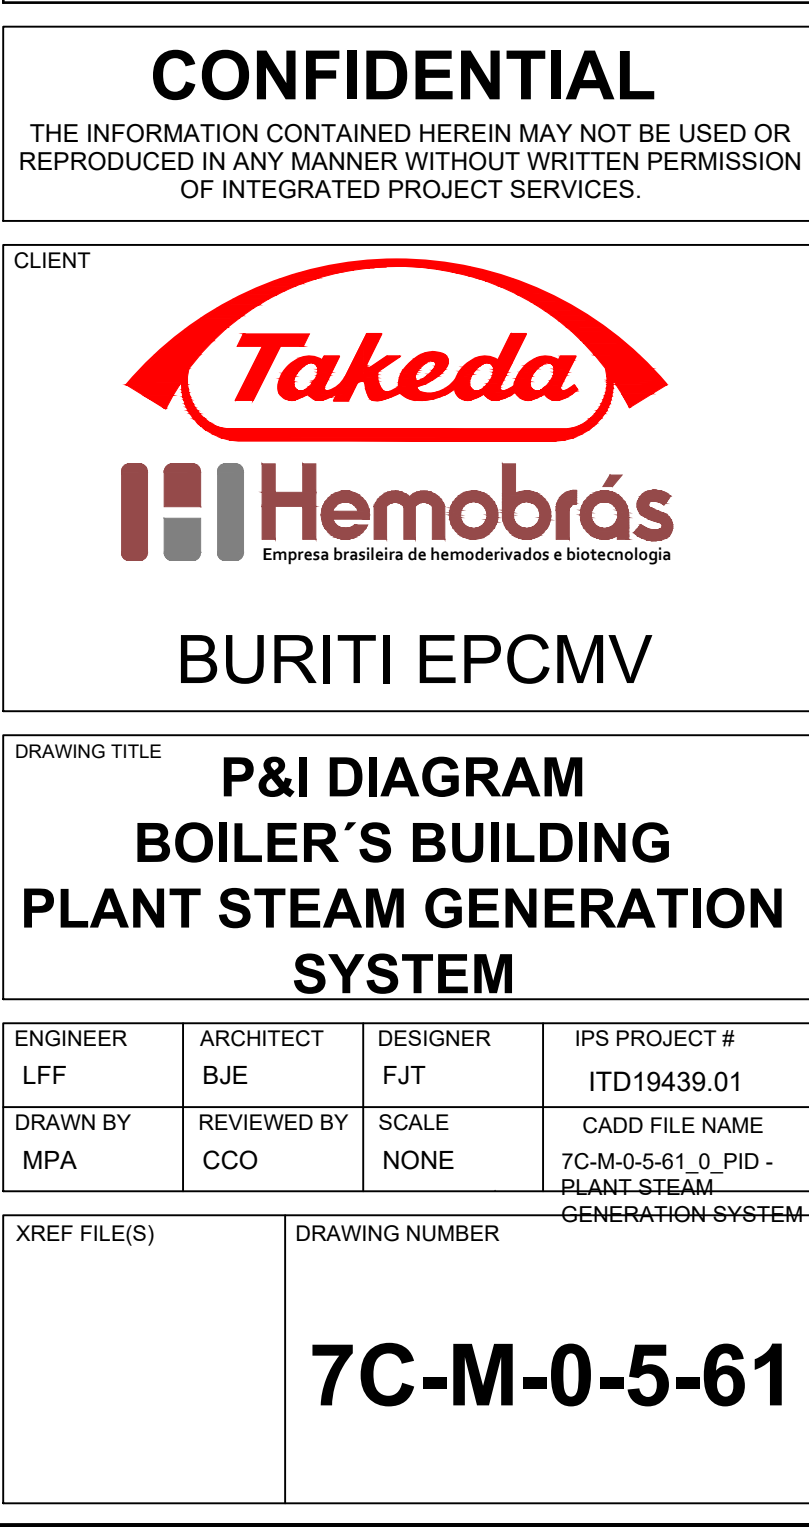 CONFIDENTIAL
THE INFORMATION CONTAINED HEREIN MAY NOT BE USED OR
REPRODUCED IN ANY MANNER WITHOUT WRITTEN PERMISSION
OF INTEGRATED PROJECT SERVICES.
CLIENT
Takeda
Hemobrás
Empresa brasileira de hemoderivados e biotecnologia
BURITI EPCMV
DRAWING TITLE
P&I DIAGRAM
BOILER´S BUILDING
PLANT STEAM GENERATION
SYSTEM
ENGINEER
LFF
ARCHITECT
BJE
DESIGNER
FJT
IPS PROJECT #
ITD19439.01
DRAWN BY
MPA
REVIEWED BY
CCO
SCALE
NONE
CADD FILE NAME
7C-M-0-5-61_0_PID -
PLANT STEAM
GENERATION SYSTEM
XREF FILE(S)
DRAWING NUMBER
7C-M-0-5-61